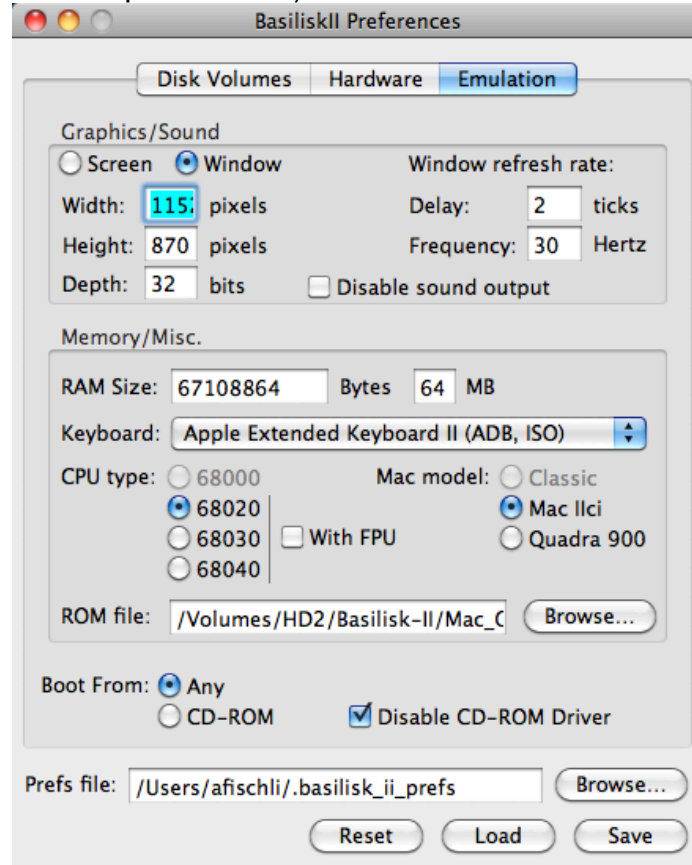 BasiliskII Preferences
Disk Volumes Hardware Emulation
Graphics/Sound
Screen Window Window refresh rate:
Width: 1152 pixels Delay: 2 ticks
Height: 870 pixels Frequency: 30 Hertz
Depth: 32 bits Disable sound output
Memory/Misc.
RAM Size: 67108864 Bytes 64 MB
Keyboard: Apple Extended Keyboard II (ADB, ISO)
CPU type: 68000 Mac model: Classic
68020 Mac IIci
68030 With FPU Quadra 900
68040
ROM file: /Volumes/HD2/Basilisk-II/Mac_ Browse...
Boot From: Any
CD-ROM Disable CD-ROM Driver
Prefs file: /Users/afischli/.basilisk_ii_prefs Browse...
Reset Load Save